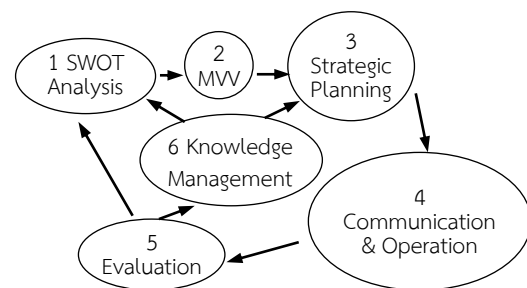 1 SWOT
Analysis
2
MVV
3
Strategic
Planning
6 Knowledge
Management
4
Communication
& Operation
5
Evaluation